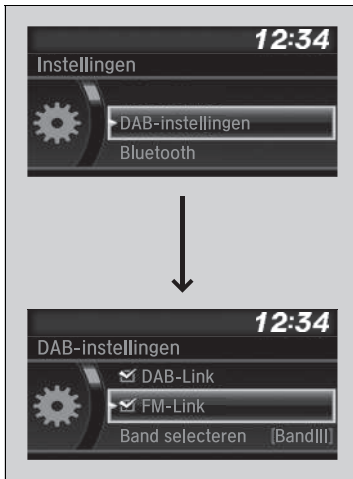 12:34
Instellingen
DAB-instellingen
Bluetooth
12:34
DAB-instellingen
DAB-Link
FM-Link
Band selecteren [BandIII]